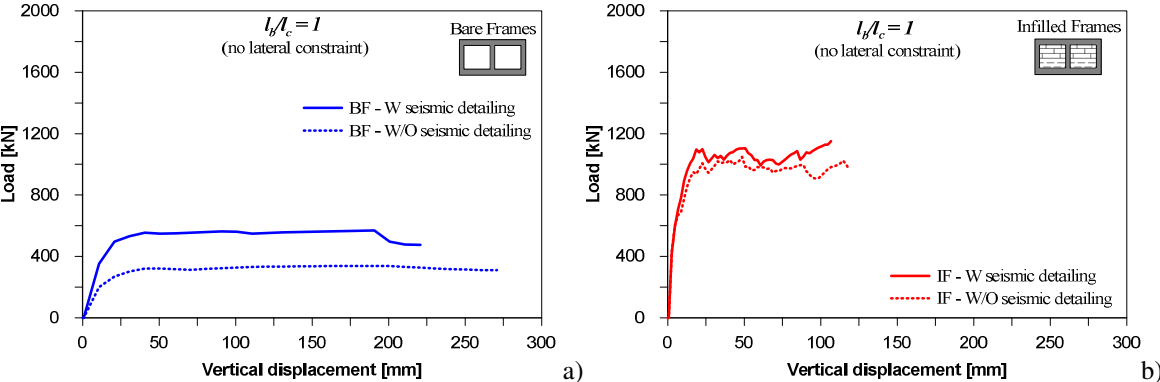 l_b/l_c = 1
(no lateral constraint)
Bare Frames
BF - W seismic detailing
BF - W/O seismic detailing
Load [kN]
2000
1600
1200
800
400
0
0 50 100 150 200 250 300
Vertical displacement [mm]
a)
l_b/l_c = 1
(no lateral constraint)
Infilled Frames
IF - W seismic detailing
IF - W/O seismic detailing
Load [kN]
2000
1600
1200
800
400
0
0 50 100 150 200 250 300
Vertical displacement [mm]
b)